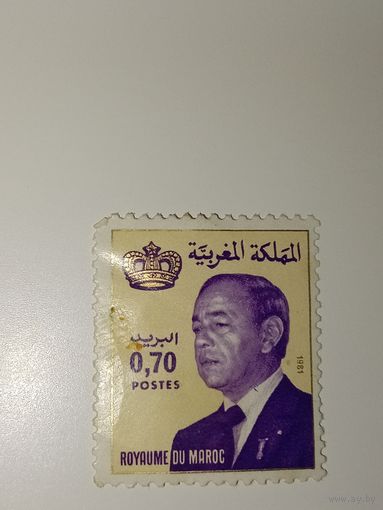 المملكة المغربية
البريد
0,70
POSTES
1981
ROYAUME DU MAROC
www.ay.by